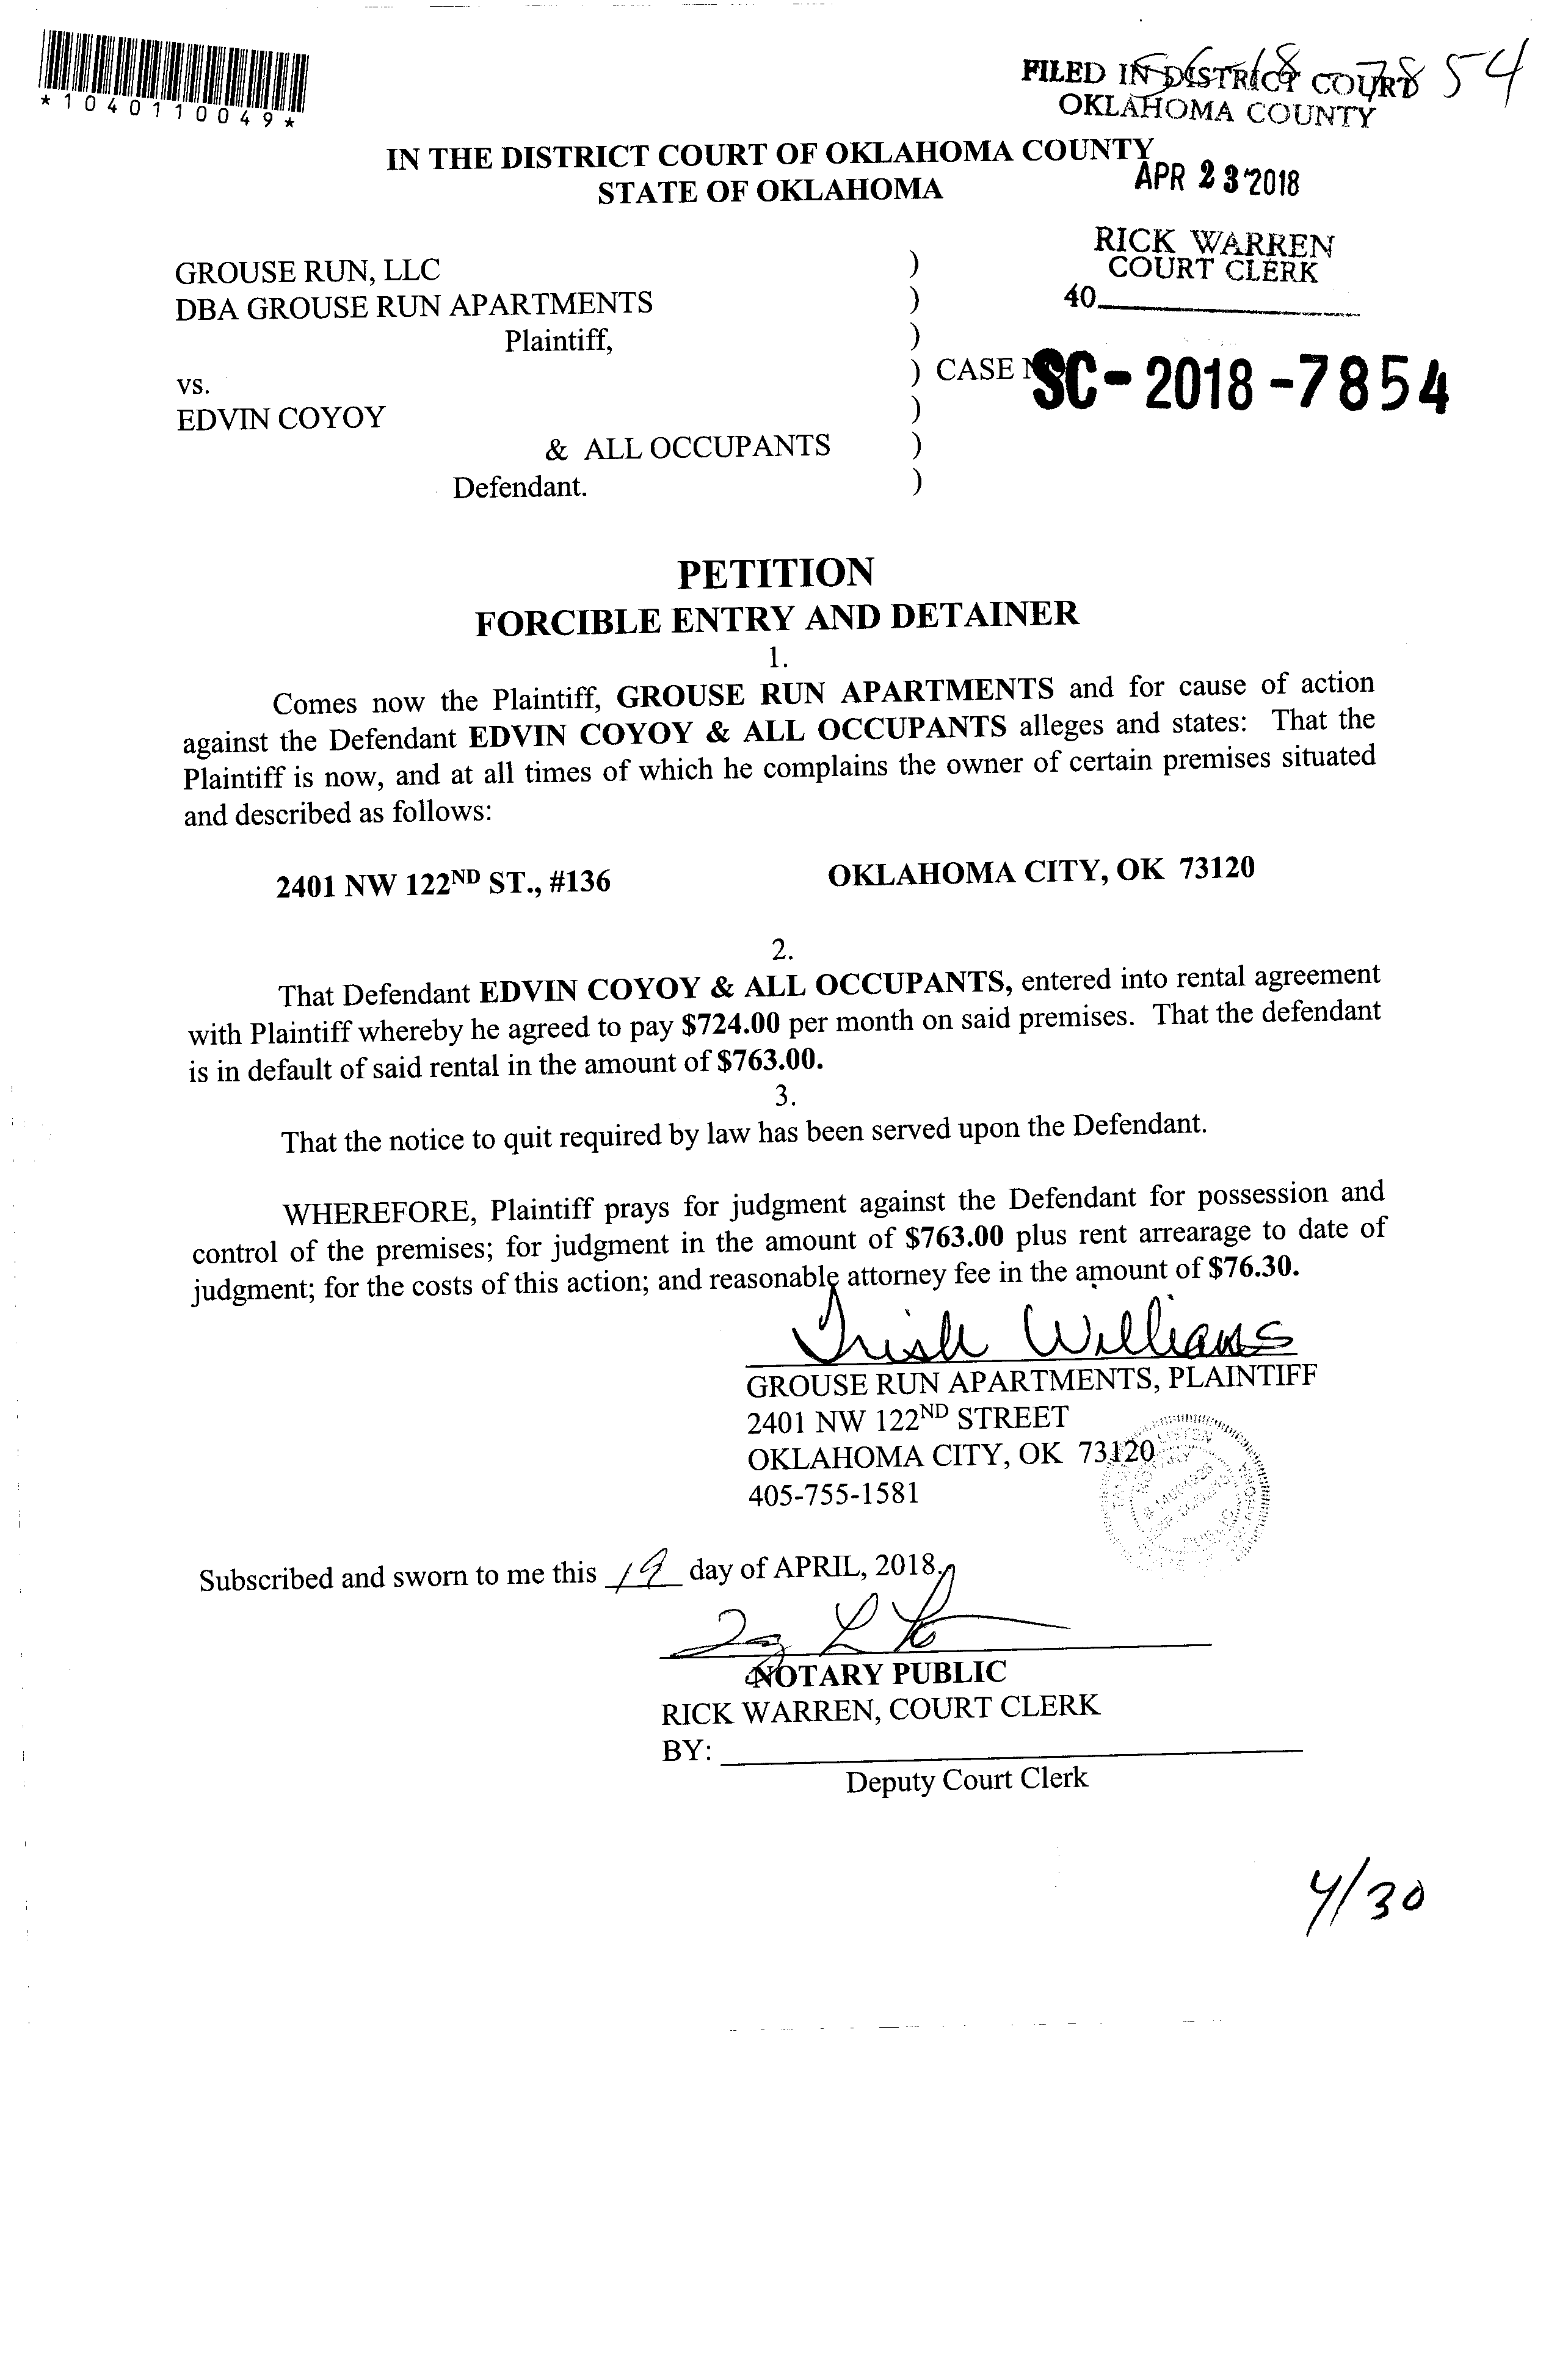 *1040110049*
SC-18-7854
FILED IN DISTRICT COURT
OKLAHOMA COUNTY
IN THE DISTRICT COURT OF OKLAHOMA COUNTY
STATE OF OKLAHOMA
APR 23 2018
RICK WARREN
COURT CLERK
40
GROUSE RUN, LLC )
DBA GROUSE RUN APARTMENTS )
Plaintiff, )
vs. ) CASE
SC-2018-7854
EDVIN COYOY )
& ALL OCCUPANTS )
Defendant. )
PETITION
FORCIBLE ENTRY AND DETAINER
1.
Comes now the Plaintiff, GROUSE RUN APARTMENTS and for cause of action
against the Defendant EDVIN COYOY & ALL OCCUPANTS alleges and states: That the
Plaintiff is now, and at all times of which he complains the owner of certain premises situated
and described as follows:
2401 NW 122ND ST., #136 OKLAHOMA CITY, OK 73120
2.
That Defendant EDVIN COYOY & ALL OCCUPANTS, entered into rental agreement
with Plaintiff whereby he agreed to pay $724.00 per month on said premises. That the defendant
is in default of said rental in the amount of $763.00.
3.
That the notice to quit required by law has been served upon the Defendant.
WHEREFORE, Plaintiff prays for judgment against the Defendant for possession and
control of the premises; for judgment in the amount of $763.00 plus rent arrearage to date of
judgment; for the costs of this action; and reasonable attorney fee in the amount of $76.30.
Trish Williams
GROUSE RUN APARTMENTS, PLAINTIFF
2401 NW 122ND STREET
OKLAHOMA CITY, OK 73120
405-755-1581
Subscribed and sworn to me this 19 day of APRIL, 2018.
NOTARY PUBLIC
RICK WARREN, COURT CLERK
BY:
Deputy Court Clerk
4/30